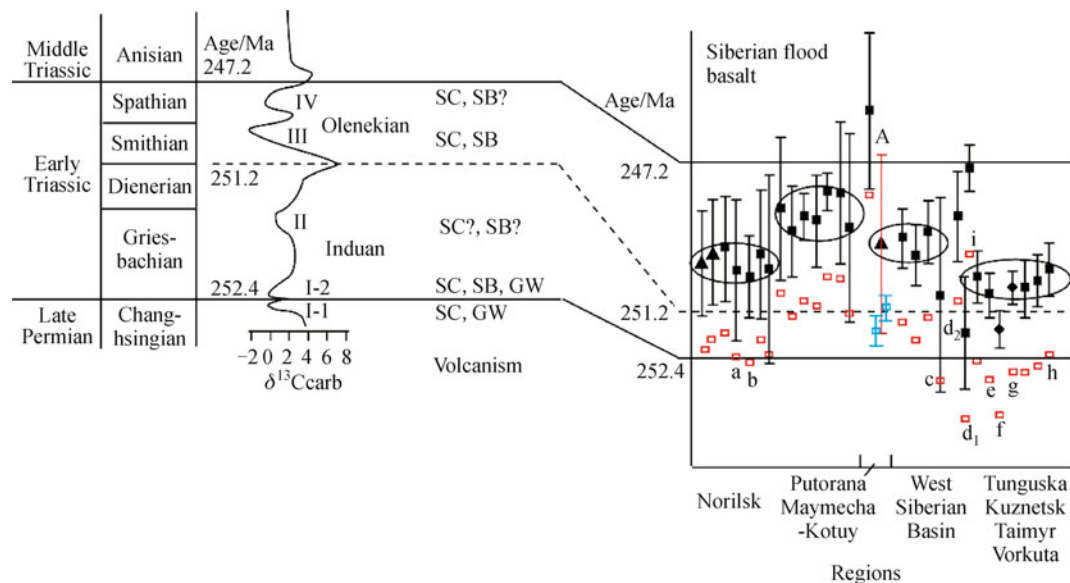 Middle
Triassic
Anisian
Age/Ma
247.2
Spathian
IV
SC, SB?
Olenekian
Early
Triassic
Smithian
III
SC, SB
251.2
Dienerian
II
SC?, SB?
Gries-
bachian
Induan
252.4
I-2
SC, SB, GW
Late
Permian
Chang-
hsingian
I-1
SC, GW
−2 0 2 4 6 8
δ¹³Ccarb
Volcanism
Siberian flood
basalt
Age/Ma
247.2
251.2
252.4
A
i
d₂
a
b
c
d₁
e
f
g
h
Norilsk
Putorana
Maymecha
-Kotuy
West
Siberian
Basin
Tunguska
Kuznetsk
Taimyr
Vorkuta
Regions